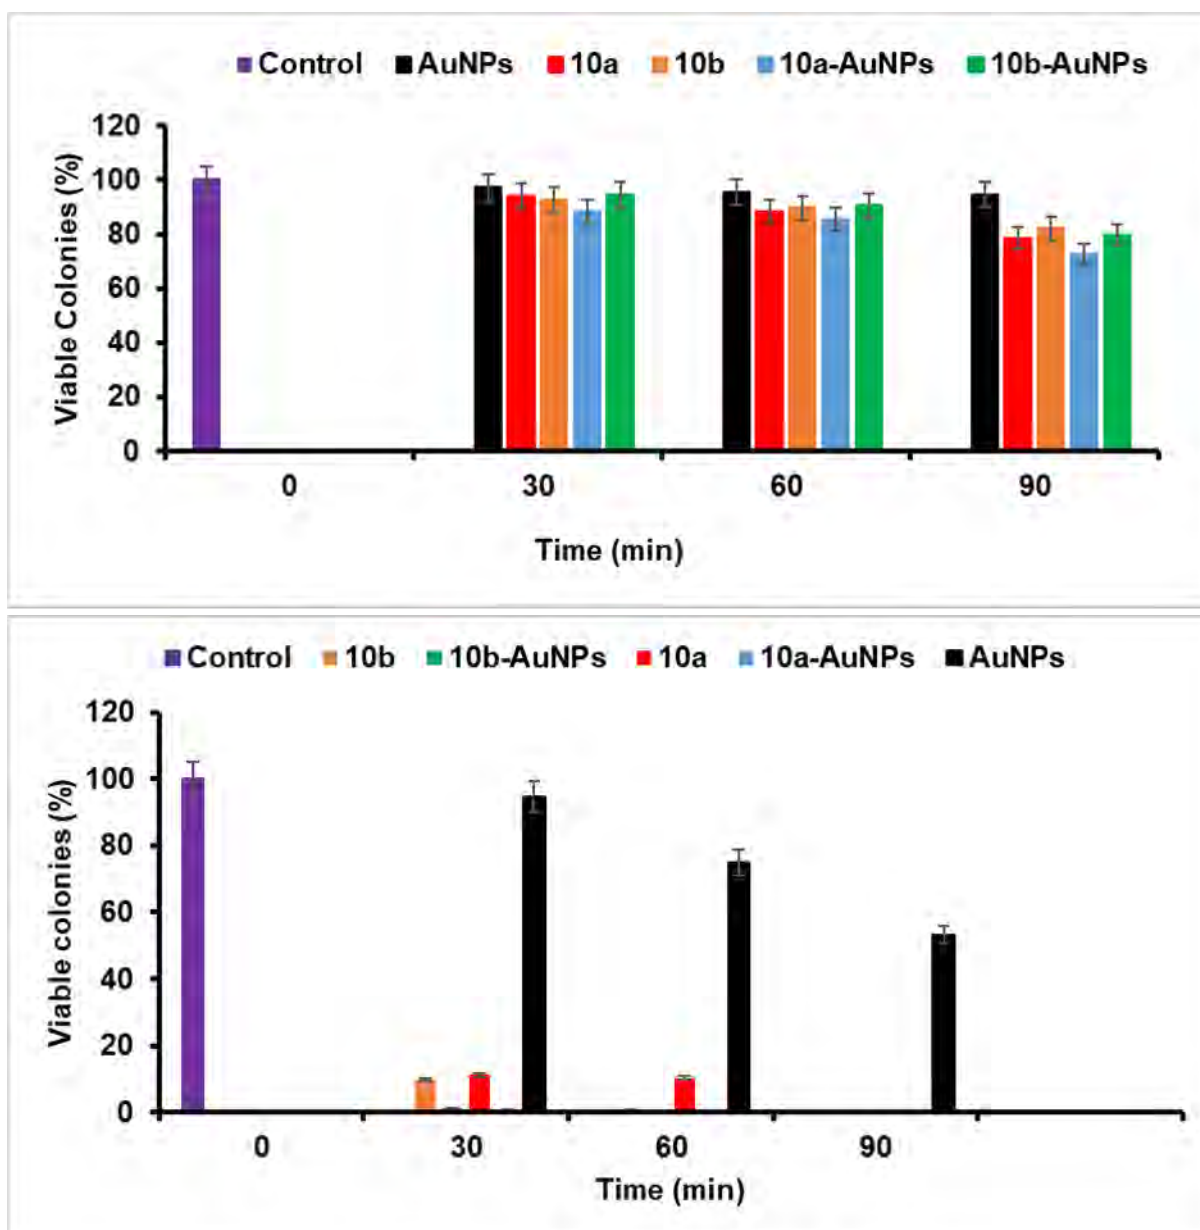 Control AuNPs 10a 10b 10a-AuNPs 10b-AuNPs
Viable Colonies (%)
120
100
80
60
40
20
0
0 30 60 90
Time (min)
Control 10b 10b-AuNPs 10a 10a-AuNPs AuNPs
Viable colonies (%)
120
100
80
60
40
20
0
0 30 60 90
Time (min)